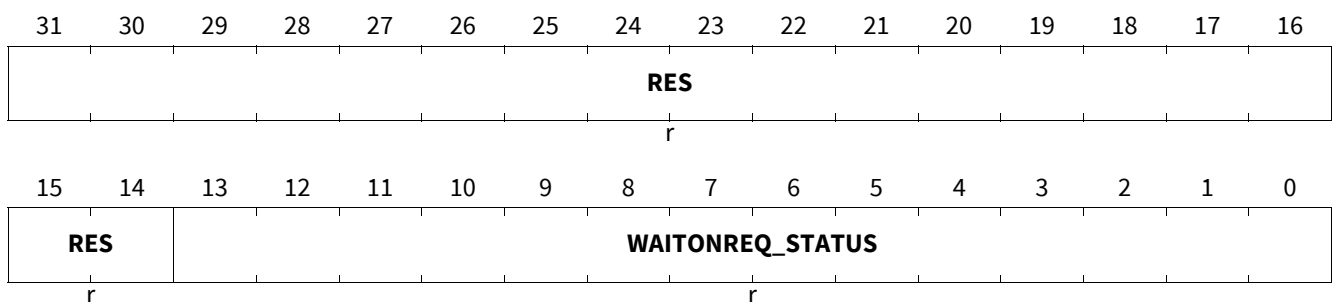 31 30 29 28 27 26 25 24 23 22 21 20 19 18 17 16
RES
r
15 14 13 12 11 10 9 8 7 6 5 4 3 2 1 0
RES WAITONREQ_STATUS
r r